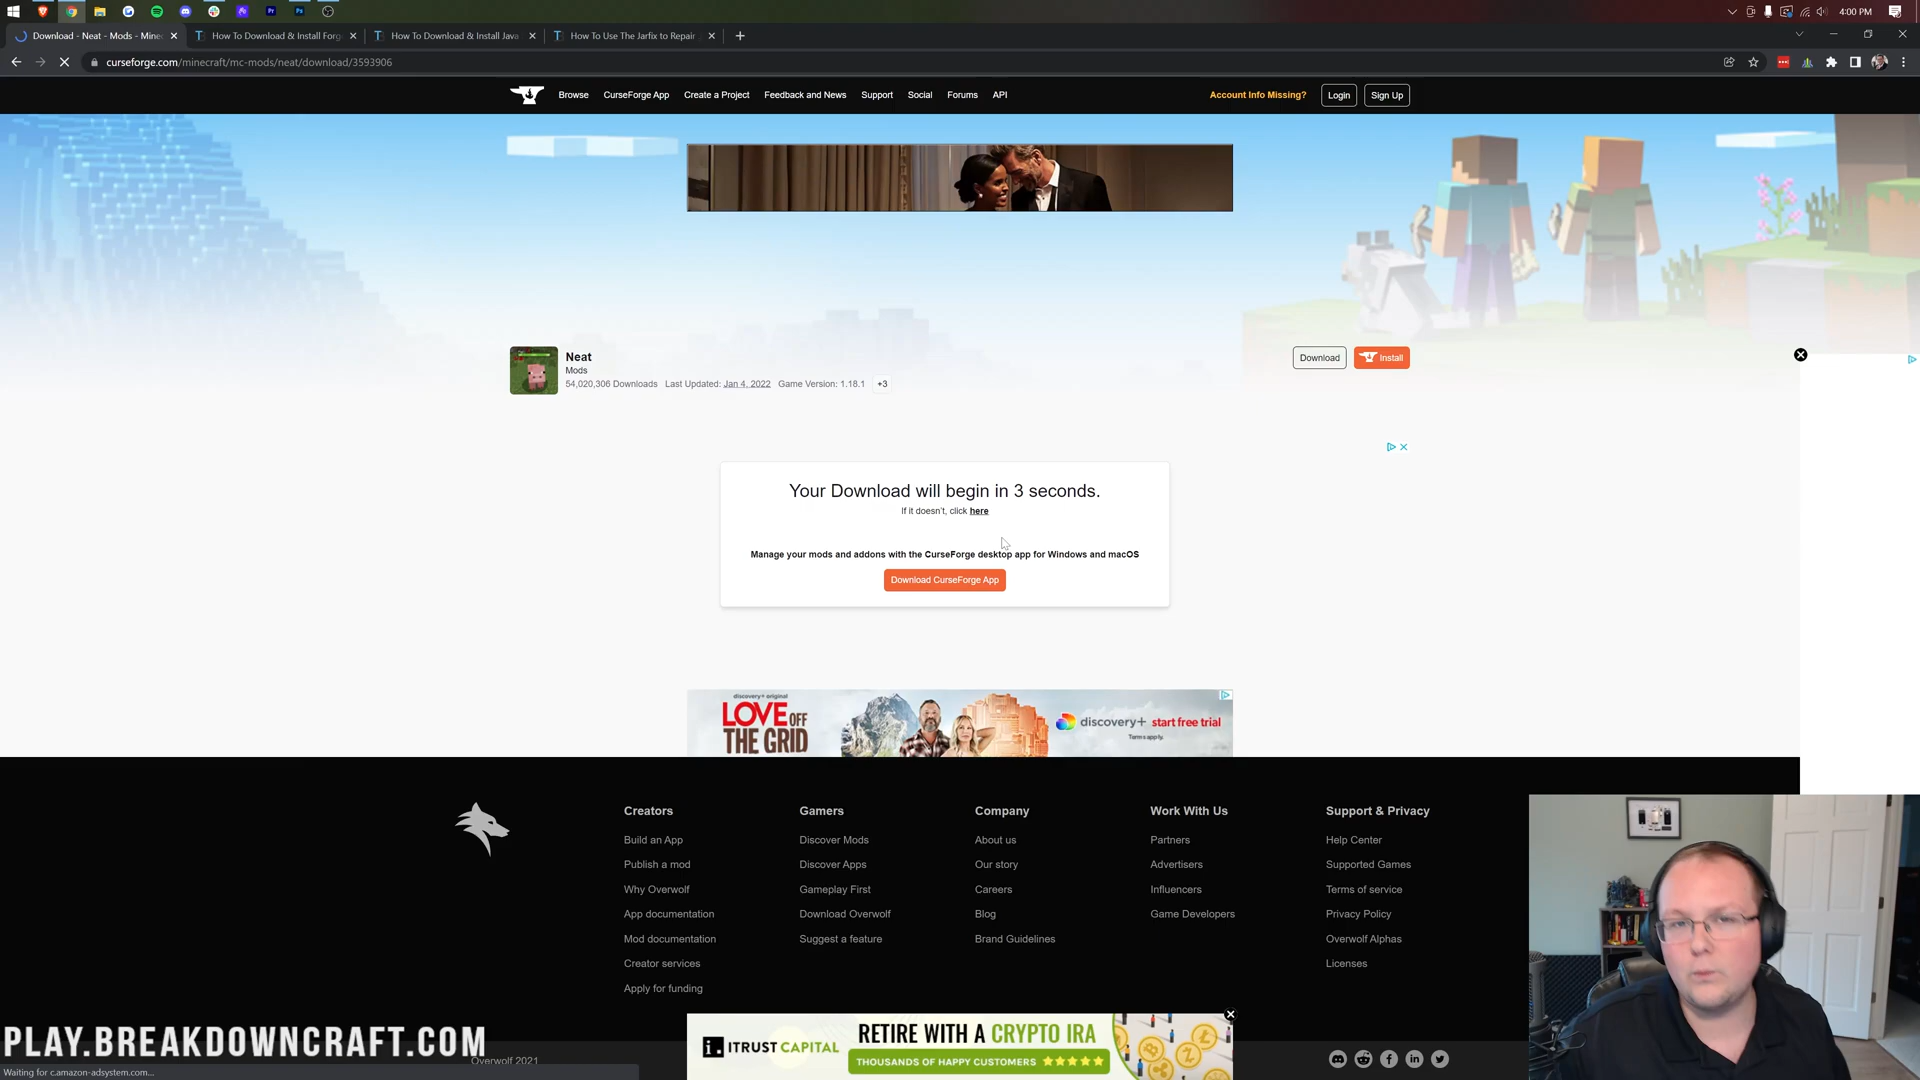 4:00 PM
Download - Neat - Mods - Mine
How To Download & Install Forg
How To Download & Install Java
How To Use The Jarfix to Repair
curseforge.com/minecraft/mc-mods/neat/download/3593906
Browse
CurseForge App
Create a Project
Feedback and News
Support
Social
Forums
API
Account Info Missing?
Login
Sign Up
Neat
Mods
54,020,306 Downloads Last Updated: Jan 4, 2022 Game Version: 1.18.1 +3
Download
Install
Your Download will begin in 3 seconds.
If it doesn't, click here
Manage your mods and addons with the CurseForge desktop app for Windows and macOS
Download CurseForge App
discovery+ original
LOVE OFF
THE GRID
discovery+ start free trial
Terms apply.
Creators
Build an App
Publish a mod
Why Overwolf
App documentation
Mod documentation
Creator services
Apply for funding
Gamers
Discover Mods
Discover Apps
Gameplay First
Download Overwolf
Suggest a feature
Company
About us
Our story
Careers
Blog
Brand Guidelines
Work With Us
Partners
Advertisers
Influencers
Game Developers
Support & Privacy
Help Center
Supported Games
Terms of service
Privacy Policy
Overwolf Alphas
Licenses
PLAY.BREAKDOWNCRAFT.COM
Overwolf 2021
Waiting for c.amazon-adsystem.com...
ITRUSTCAPITAL
RETIRE WITH A CRYPTO IRA
THOUSANDS OF HAPPY CUSTOMERS